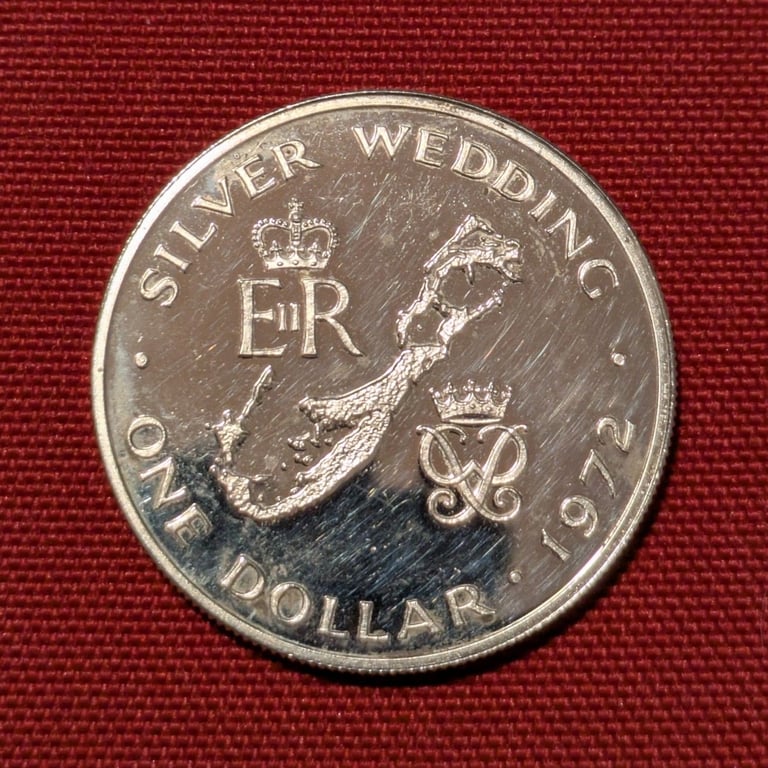 SILVER WEDDING
EIIR
· ONE DOLLAR · 1972 ·